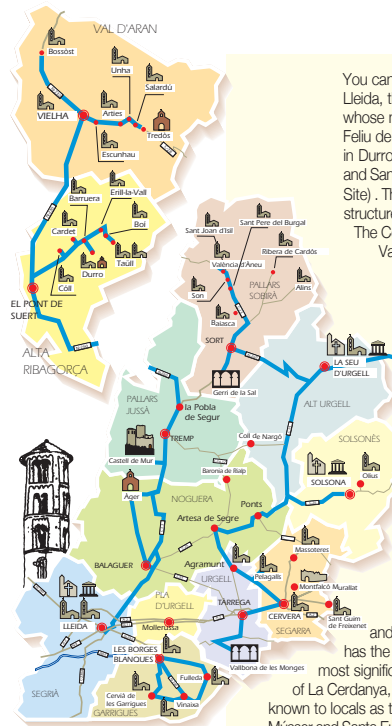 VAL D'ARAN
Bossòst
Unha
Salardú
VIELHA
Arties
Tredòs
Escunhau
Barruera
Erill-la-Vall
Cardet
Boí
Cóll
Durro
Taüll
EL PONT DE
SUERT
ALTA
RIBAGORÇA
You can
Lleida, t
whose r
Feliu de
in Durro
and San
Site) . Th
structure
The C
Va
Sant Joan d'Isil
Sant Pere del Burgal
València d'Àneu
Ribera de Cardós
PALLARS
SOBIRÀ
Son
Alins
Baiasca
SORT
LA SEU
D'URGELL
Gerri de la Sal
PALLARS
JUSSÀ
ALT URGELL
la Pobla
de Segur
TREMP
Coll de Nargó
SOLSONÈS
Castell de Mur
Baronia de Rialp
Olius
SOLSONA
Àger
NOGUERA
Ponts
Artesa de Segre
Massoteres
BALAGUER
Agramunt
Pelagalls
Montfalcó Murallat
URGELL
PLA
D'URGELL
TÀRREGA
CERVERA
Sant Guim
de Freixenet
LLEIDA
Mollerussa
SEGARRA
LES BORGES
BLANQUES
Vallbona de les Monges
Fulleda
SEGRIÀ
Cervià de
les Garrigues
Vinaixa
GARRIGUES
and
has the
most signific
of La Cerdanya,
known to locals as t